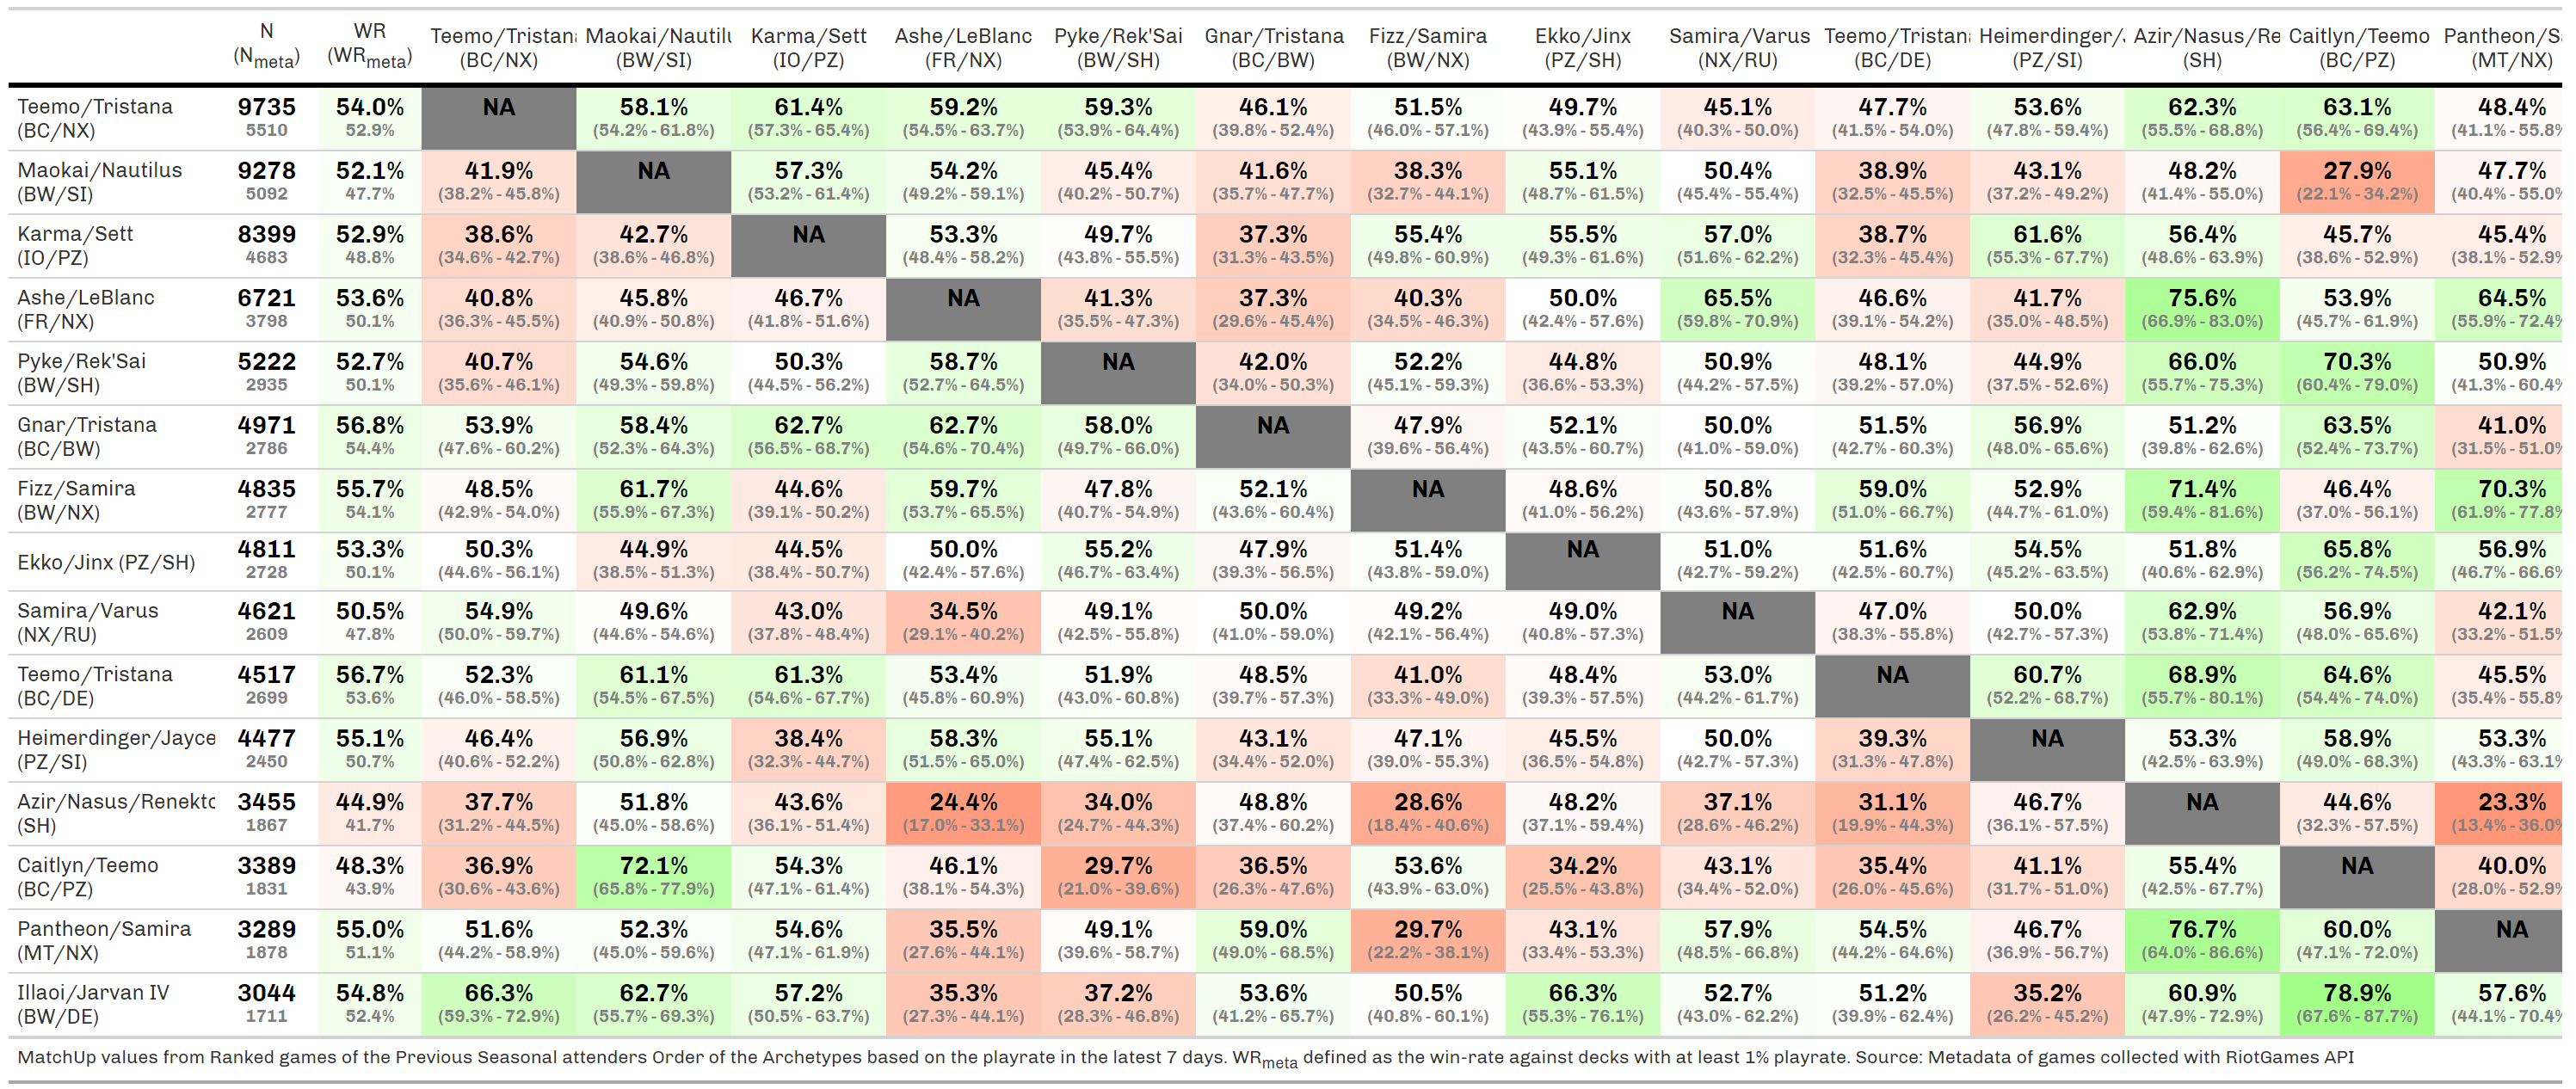 N WR Teemo/Tristana Maokai/Nautilu Karma/Sett Ashe/LeBlanc Pyke/Rek'Sai Gnar/Tristana Fizz/Samira Ekko/Jinx Samira/Varus Teemo/Tristana Heimerdinger/J Azir/Nasus/Re Caitlyn/Teemo Pantheon/S
(Nmeta) (WRmeta) (BC/NX) (BW/SI) (IO/PZ) (FR/NX) (BW/SH) (BC/BW) (BW/NX) (PZ/SH) (NX/RU) (BC/DE) (PZ/SI) (SH) (BC/PZ) (MT/NX)
Teemo/Tristana 9735 54.0% NA 58.1% 61.4% 59.2% 59.3% 46.1% 51.5% 49.7% 45.1% 47.7% 53.6% 62.3% 63.1% 48.4%
(BC/NX) 5510 52.9% (54.2% - 61.8%) (57.3% - 65.4%) (54.5% - 63.7%) (53.9% - 64.4%) (39.8% - 52.4%) (46.0% - 57.1%) (43.9% - 55.4%) (40.3% - 50.0%) (41.5% - 54.0%) (47.8% - 59.4%) (55.5% - 68.8%) (56.4% - 69.4%) (41.1% - 55.8%
Maokai/Nautilus 9278 52.1% 41.9% NA 57.3% 54.2% 45.4% 41.6% 38.3% 55.1% 50.4% 38.9% 43.1% 48.2% 27.9% 47.7%
(BW/SI) 5092 47.7% (38.2% - 45.8%) (53.2% - 61.4%) (49.2% - 59.1%) (40.2% - 50.7%) (35.7% - 47.7%) (32.7% - 44.1%) (48.7% - 61.5%) (45.4% - 55.4%) (32.5% - 45.5%) (37.2% - 49.2%) (41.4% - 55.0%) (22.1% - 34.2%) (40.4% - 55.0%
Karma/Sett 8399 52.9% 38.6% 42.7% NA 53.3% 49.7% 37.3% 55.4% 55.5% 57.0% 38.7% 61.6% 56.4% 45.7% 45.4%
(IO/PZ) 4683 48.8% (34.6% - 42.7%) (38.6% - 46.8%) (48.4% - 58.2%) (43.8% - 55.5%) (31.3% - 43.5%) (49.8% - 60.9%) (49.3% - 61.6%) (51.6% - 62.2%) (32.3% - 45.4%) (55.3% - 67.7%) (48.6% - 63.9%) (38.6% - 52.9%) (38.1% - 52.9%
Ashe/LeBlanc 6721 53.6% 40.8% 45.8% 46.7% NA 41.3% 37.3% 40.3% 50.0% 65.5% 46.6% 41.7% 75.6% 53.9% 64.5%
(FR/NX) 3798 50.1% (36.3% - 45.5%) (40.9% - 50.8%) (41.8% - 51.6%) (35.5% - 47.3%) (29.6% - 45.4%) (34.5% - 46.3%) (42.4% - 57.6%) (59.8% - 70.9%) (39.1% - 54.2%) (35.0% - 48.5%) (66.9% - 83.0%) (45.7% - 61.9%) (55.9% - 72.4%
Pyke/Rek'Sai 5222 52.7% 40.7% 54.6% 50.3% 58.7% NA 42.0% 52.2% 44.8% 50.9% 48.1% 44.9% 66.0% 70.3% 50.9%
(BW/SH) 2935 50.1% (35.6% - 46.1%) (49.3% - 59.8%) (44.5% - 56.2%) (52.7% - 64.5%) (34.0% - 50.3%) (45.1% - 59.3%) (36.6% - 53.3%) (44.2% - 57.5%) (39.2% - 57.0%) (37.5% - 52.6%) (55.7% - 75.3%) (60.4% - 79.0%) (41.3% - 60.4%
Gnar/Tristana 4971 56.8% 53.9% 58.4% 62.7% 62.7% 58.0% NA 47.9% 52.1% 50.0% 51.5% 56.9% 51.2% 63.5% 41.0%
(BC/BW) 2786 54.4% (47.6% - 60.2%) (52.3% - 64.3%) (56.5% - 68.7%) (54.6% - 70.4%) (49.7% - 66.0%) (39.6% - 56.4%) (43.5% - 60.7%) (41.0% - 59.0%) (42.7% - 60.3%) (48.0% - 65.6%) (39.8% - 62.6%) (52.4% - 73.7%) (31.5% - 51.0%
Fizz/Samira 4835 55.7% 48.5% 61.7% 44.6% 59.7% 47.8% 52.1% NA 48.6% 50.8% 59.0% 52.9% 71.4% 46.4% 70.3%
(BW/NX) 2777 54.1% (42.9% - 54.0%) (55.9% - 67.3%) (39.1% - 50.2%) (53.7% - 65.5%) (40.7% - 54.9%) (43.6% - 60.4%) (41.0% - 56.2%) (43.6% - 57.9%) (51.0% - 66.7%) (44.7% - 61.0%) (59.4% - 81.6%) (37.0% - 56.1%) (61.9% - 77.8%
Ekko/Jinx (PZ/SH) 4811 53.3% 50.3% 44.9% 44.5% 50.0% 55.2% 47.9% 51.4% NA 51.0% 51.6% 54.5% 51.8% 65.8% 56.9%
2728 50.1% (44.6% - 56.1%) (38.5% - 51.3%) (38.4% - 50.7%) (42.4% - 57.6%) (46.7% - 63.4%) (39.3% - 56.5%) (43.8% - 59.0%) (42.7% - 59.2%) (42.5% - 60.7%) (45.2% - 63.5%) (40.6% - 62.9%) (56.2% - 74.5%) (46.7% - 66.6%
Samira/Varus 4621 50.5% 54.9% 49.6% 43.0% 34.5% 49.1% 50.0% 49.2% 49.0% NA 47.0% 50.0% 62.9% 56.9% 42.1%
(NX/RU) 2609 47.8% (50.0% - 59.7%) (44.6% - 54.6%) (37.8% - 48.4%) (29.1% - 40.2%) (42.5% - 55.8%) (41.0% - 59.0%) (42.1% - 56.4%) (40.8% - 57.3%) (38.3% - 55.8%) (42.7% - 57.3%) (53.8% - 71.4%) (48.0% - 65.6%) (33.2% - 51.5%
Teemo/Tristana 4517 56.7% 52.3% 61.1% 61.3% 53.4% 51.9% 48.5% 41.0% 48.4% 53.0% NA 60.7% 68.9% 64.6% 45.5%
(BC/DE) 2699 53.6% (46.0% - 58.5%) (54.5% - 67.5%) (54.6% - 67.7%) (45.8% - 60.9%) (43.0% - 60.8%) (39.7% - 57.3%) (33.3% - 49.0%) (39.3% - 57.5%) (44.2% - 61.7%) (52.2% - 68.7%) (55.7% - 80.1%) (54.4% - 74.0%) (35.4% - 55.8%
Heimerdinger/Jayce 4477 55.1% 46.4% 56.9% 38.4% 58.3% 55.1% 43.1% 47.1% 45.5% 50.0% 39.3% NA 53.3% 58.9% 53.3%
(PZ/SI) 2450 50.7% (40.6% - 52.2%) (50.8% - 62.8%) (32.3% - 44.7%) (51.5% - 65.0%) (47.4% - 62.5%) (34.4% - 52.0%) (39.0% - 55.3%) (36.5% - 54.8%) (42.7% - 57.3%) (31.3% - 47.8%) (42.5% - 63.9%) (49.0% - 68.3%) (43.3% - 63.1%
Azir/Nasus/Renekto 3455 44.9% 37.7% 51.8% 43.6% 24.4% 34.0% 48.8% 28.6% 48.2% 37.1% 31.1% 46.7% NA 44.6% 23.3%
(SH) 1867 41.7% (31.2% - 44.5%) (45.0% - 58.6%) (36.1% - 51.4%) (17.0% - 33.1%) (24.7% - 44.3%) (37.4% - 60.2%) (18.4% - 40.6%) (37.1% - 59.4%) (28.6% - 46.2%) (19.9% - 44.3%) (36.1% - 57.5%) (32.3% - 57.5%) (13.4% - 36.0%
Caitlyn/Teemo 3389 48.3% 36.9% 72.1% 54.3% 46.1% 29.7% 36.5% 53.6% 34.2% 43.1% 35.4% 41.1% 55.4% NA 40.0%
(BC/PZ) 1831 43.9% (30.6% - 43.6%) (65.8% - 77.9%) (47.1% - 61.4%) (38.1% - 54.3%) (21.0% - 39.6%) (26.3% - 47.6%) (43.9% - 63.0%) (25.5% - 43.8%) (34.4% - 52.0%) (26.0% - 45.6%) (31.7% - 51.0%) (42.5% - 67.7%) (28.0% - 52.9%
Pantheon/Samira 3289 55.0% 51.6% 52.3% 54.6% 35.5% 49.1% 59.0% 29.7% 43.1% 57.9% 54.5% 46.7% 76.7% 60.0% NA
(MT/NX) 1878 51.1% (44.2% - 58.9%) (45.0% - 59.6%) (47.1% - 61.9%) (27.6% - 44.1%) (39.6% - 58.7%) (49.0% - 68.5%) (22.2% - 38.1%) (33.4% - 53.3%) (48.5% - 66.8%) (44.2% - 64.6%) (36.9% - 56.7%) (64.0% - 86.6%) (47.1% - 72.0%)
Illaoi/Jarvan IV 3044 54.8% 66.3% 62.7% 57.2% 35.3% 37.2% 53.6% 50.5% 66.3% 52.7% 51.2% 35.2% 60.9% 78.9% 57.6%
(BW/DE) 1711 52.4% (59.3% - 72.9%) (55.7% - 69.3%) (50.5% - 63.7%) (27.3% - 44.1%) (28.3% - 46.8%) (41.2% - 65.7%) (40.8% - 60.1%) (55.3% - 76.1%) (43.0% - 62.2%) (39.9% - 62.4%) (26.2% - 45.2%) (47.9% - 72.9%) (67.6% - 87.7%) (44.1% - 70.4%
MatchUp values from Ranked games of the Previous Seasonal attenders Order of the Archetypes based on the playrate in the latest 7 days. WRmeta defined as the win-rate against decks with at least 1% playrate. Source: Metadata of games collected with RiotGames API